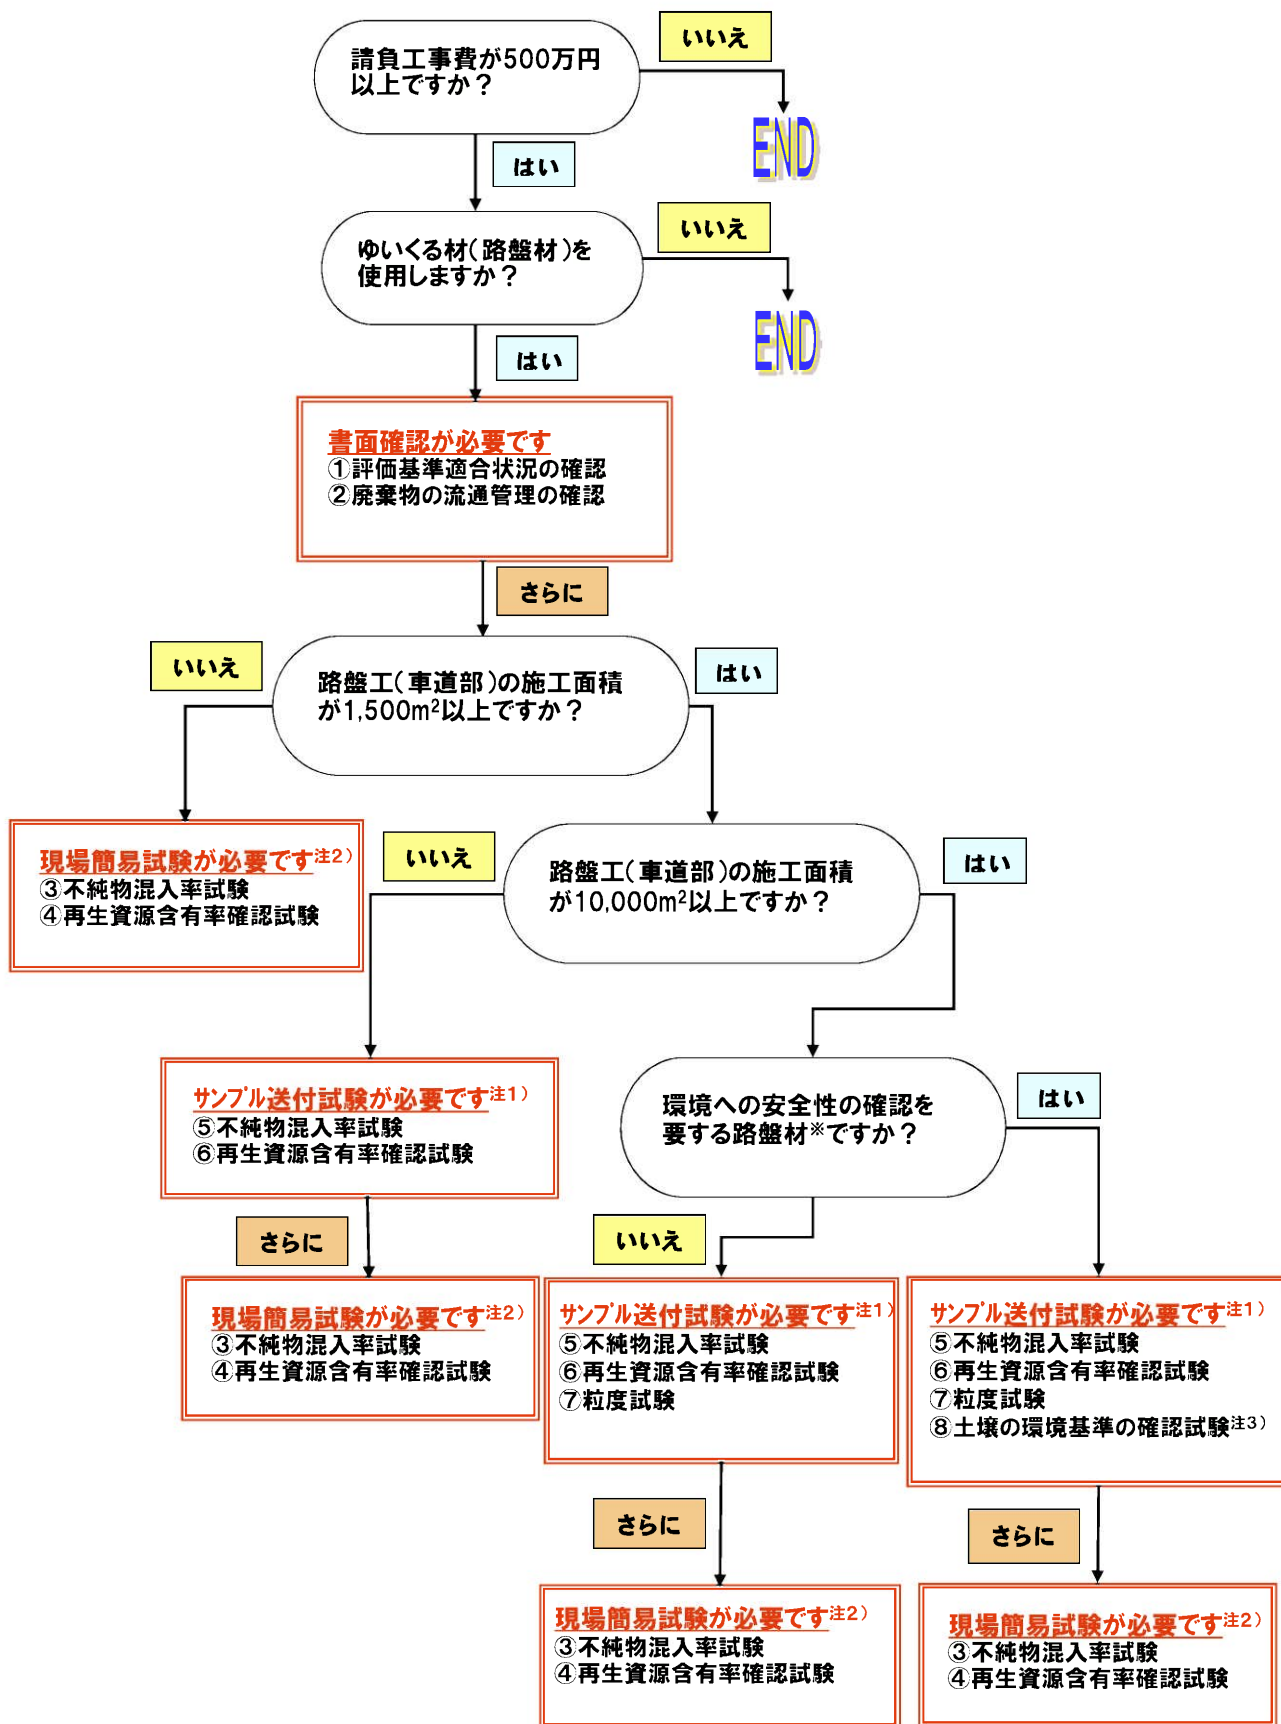 請負工事費が500万円
以上ですか？
いいえ
END
はい
ゆいくる材（路盤材）を
使用しますか？
いいえ
END
はい
書面確認が必要です
①評価基準適合状況の確認
②廃棄物の流通管理の確認
さらに
いいえ
路盤工（車道部）の施工面積
が1,500m²以上ですか？
はい
現場簡易試験が必要です注2）
③不純物混入率試験
④再生資源含有率確認試験
いいえ
路盤工（車道部）の施工面積
が10,000m²以上ですか？
はい
サンプル送付試験が必要です注1）
⑤不純物混入率試験
⑥再生資源含有率確認試験
環境への安全性の確認を
要する路盤材※ですか？
はい
さらに
いいえ
現場簡易試験が必要です注2）
③不純物混入率試験
④再生資源含有率確認試験
サンプル送付試験が必要です注1）
⑤不純物混入率試験
⑥再生資源含有率確認試験
⑦粒度試験
サンプル送付試験が必要です注1）
⑤不純物混入率試験
⑥再生資源含有率確認試験
⑦粒度試験
⑧土壌の環境基準の確認試験注3）
さらに
さらに
現場簡易試験が必要です注2）
③不純物混入率試験
④再生資源含有率確認試験
現場簡易試験が必要です注2）
③不純物混入率試験
④再生資源含有率確認試験